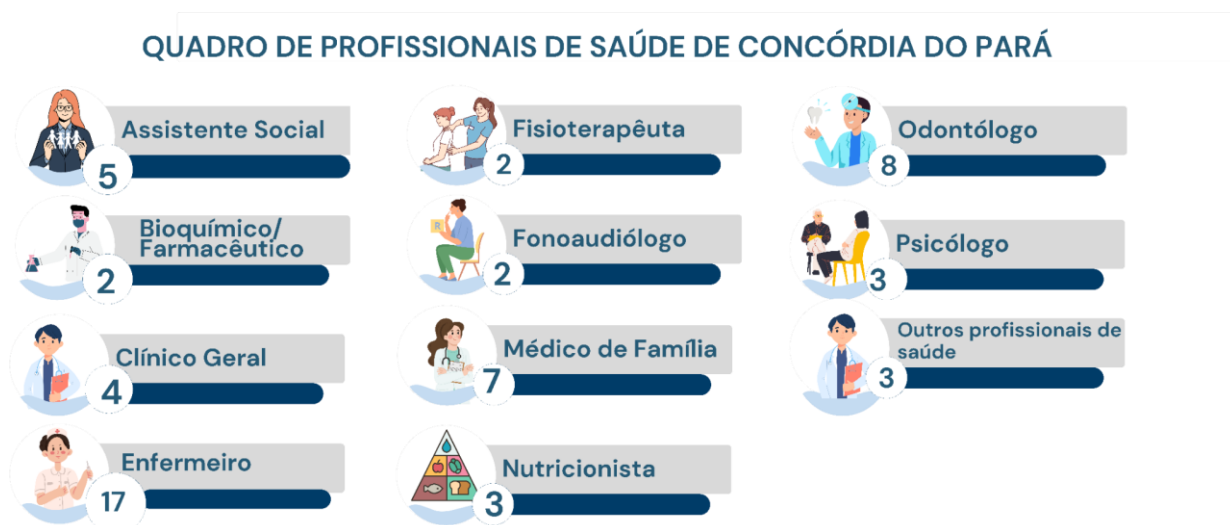 QUADRO DE PROFISSIONAIS DE SAÚDE DE CONCÓRDIA DO PARÁ
Assistente Social
5
Bioquímico/
Farmacêutico
2
Clínico Geral
4
Enfermeiro
17
Fisioterapêuta
2
Fonoaudiólogo
R
2
Médico de Família
7
Nutricionista
3
Odontólogo
8
Psicólogo
3
Outros profissionais de
saúde
3